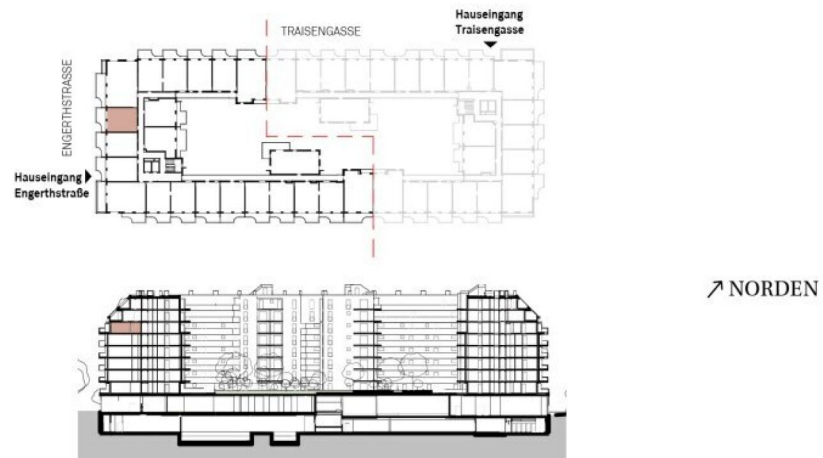 Hauseingang
Traisengasse
TRAISENGASSE
ENGERTHSTRASSE
Hauseingang
Engerthstraße
↗ NORDEN